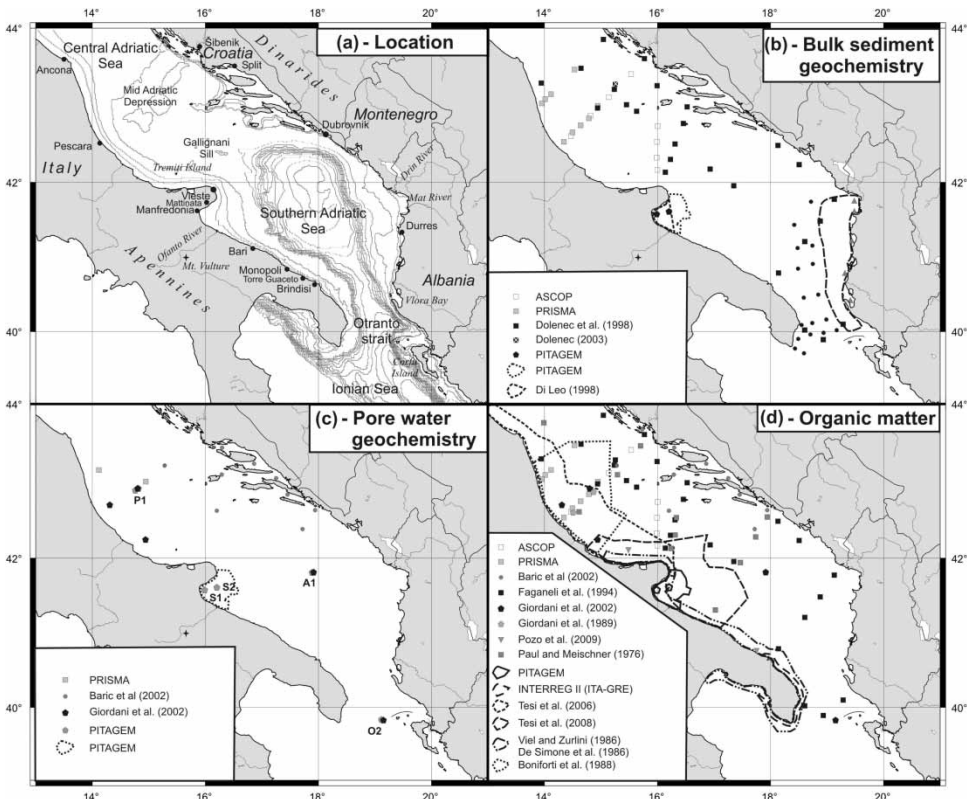 14° 16° 18° 20° 14° 16° 18° 20°
44° 44°
(a) - Location
Central Adriatic Sea
Šibenik
Croatia
Split
Dinarides
Ancona
Mid Adriatic Depression
Montenegro
Dubrovnik
Pescara
Gallignani Sill
Drin River
Italy
Tremiti Island
42°
Vieste
Mattinata
Manfredonia
Southern Adriatic Sea
Mat River
Durres
Ofanto River
Bari
Mt. Vulture
Monopoli
Torre Guaceto
Brindisi
Albania
Apennines
Vlora Bay
40°
Otranto strait
Corfu Island
Ionian Sea
44°
(b) - Bulk sediment geochemistry
42°
ASCOP
PRISMA
Dolenec et al. (1998)
Dolenec (2003)
PITAGEM
PITAGEM
Di Leo (1998)
40°
44°
(c) - Pore water geochemistry
P1
42°
A1
S2
S1
PRISMA
Baric et al (2002)
Giordani et al. (2002)
PITAGEM
PITAGEM
40°
O2
14° 16° 18° 20°
(d) - Organic matter
42°
ASCOP
PRISMA
Baric et al. (2002)
Faganeli et al. (1994)
Giordani et al. (2002)
Giordani et al. (1989)
Pozo et al. (2009)
Paul and Meischner (1976)
PITAGEM
INTERREG II (ITA-GRE)
Tesi et al. (2006)
Tesi et al. (2008)
Viel and Zurlini (1986)
De Simone et al. (1986)
Boniforti et al. (1988)
40°
14° 16° 18° 20°